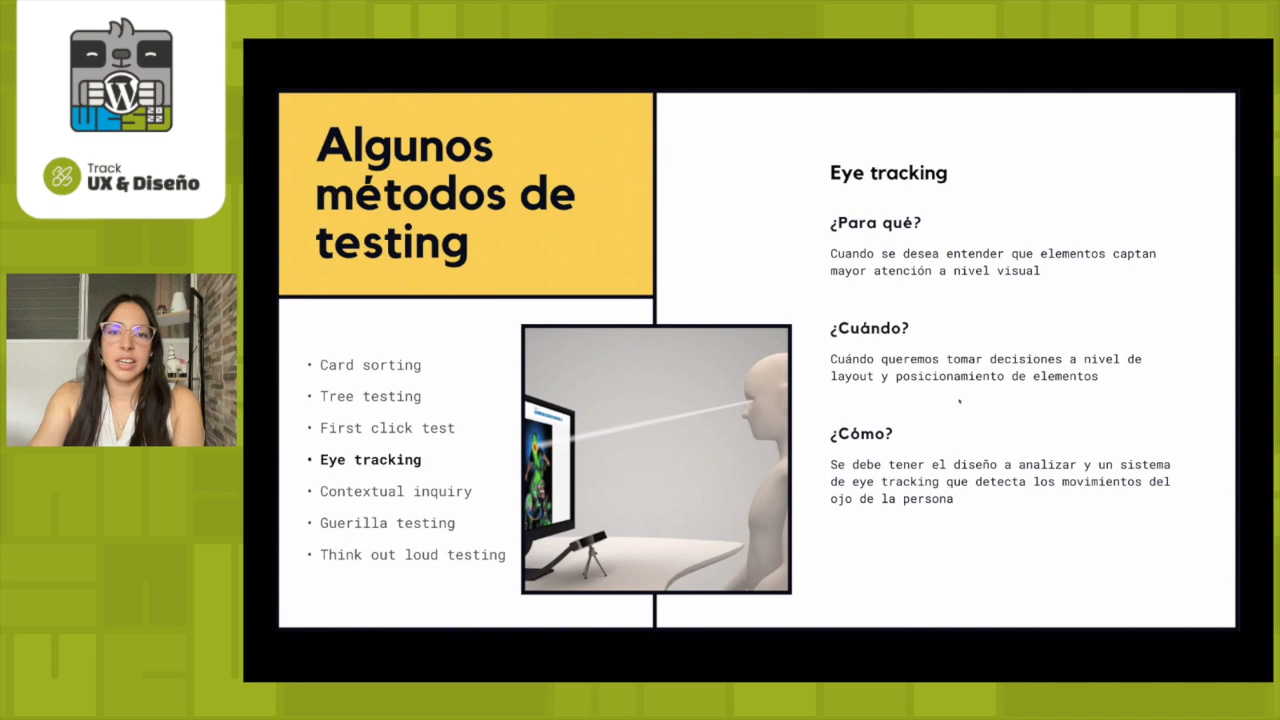 WESJ
20
22
Track
UX & Diseño
Algunos
métodos de
testing
• Card sorting
• Tree testing
• First click test
• Eye tracking
• Contextual inquiry
• Guerilla testing
• Think out loud testing
Eye tracking
¿Para qué?
Cuando se desea entender que elementos captan
mayor atención a nivel visual
¿Cuándo?
Cuándo queremos tomar decisiones a nivel de
layout y posicionamiento de elementos
¿Cómo?
Se debe tener el diseño a analizar y un sistema
de eye tracking que detecta los movimientos del
ojo de la persona